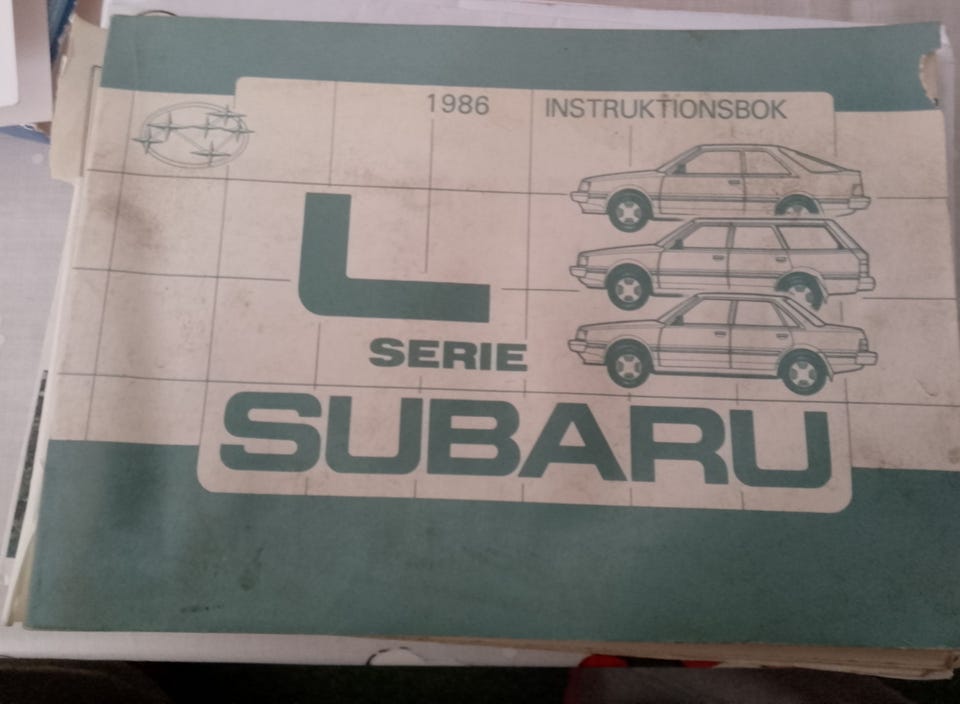 1986 INSTRUKTIONSBOK
L
SERIE
SUBARU